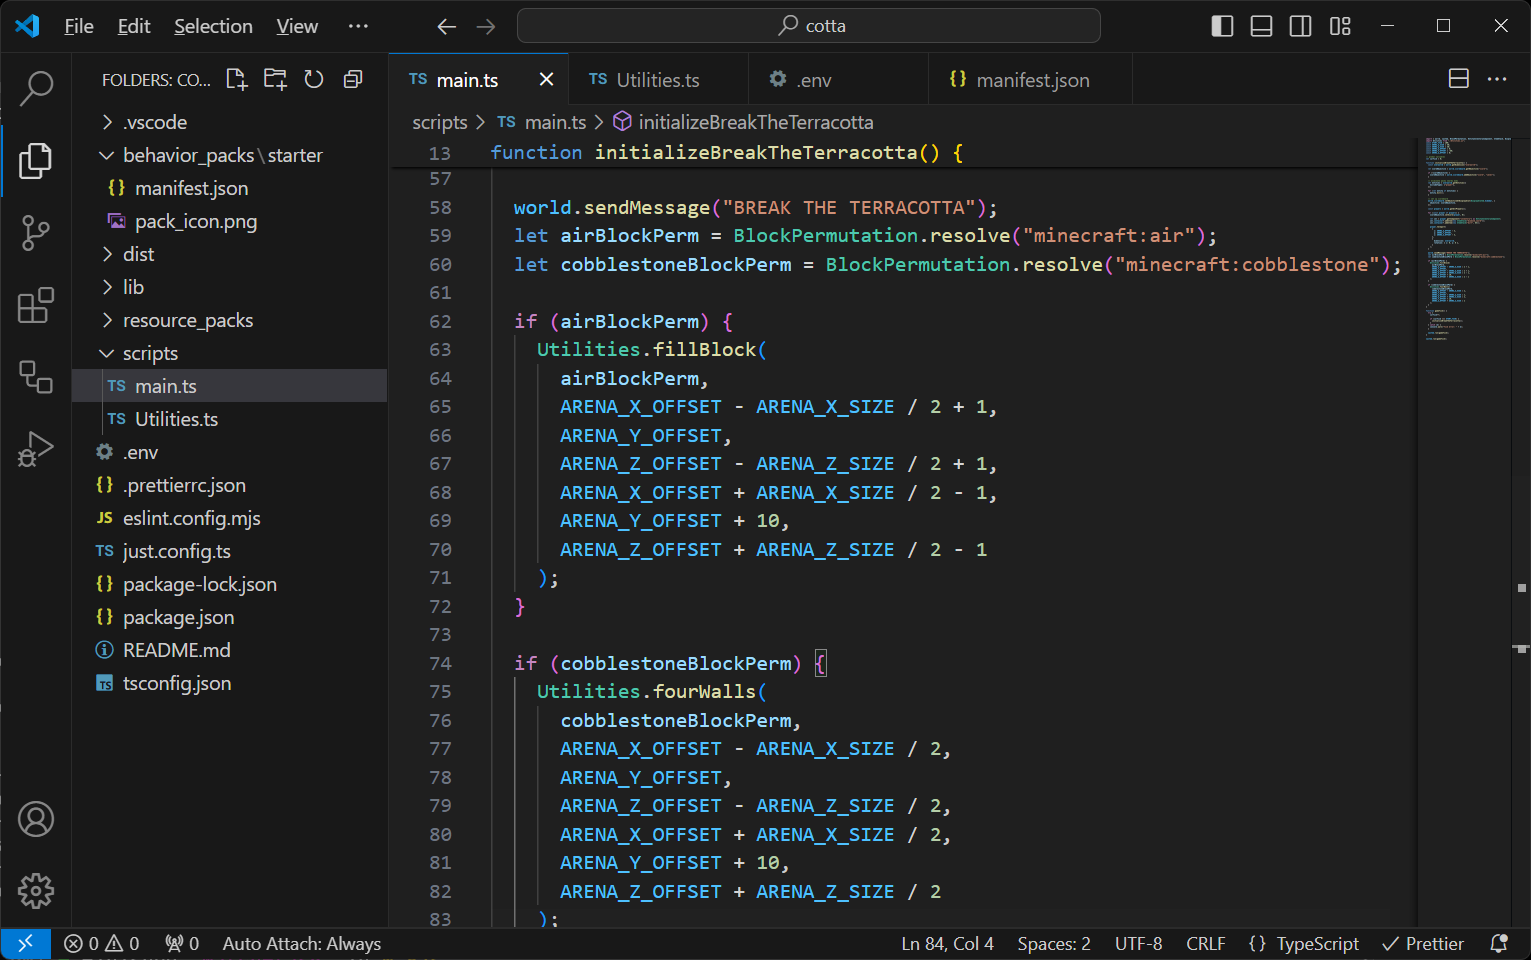 File Edit Selection View ··· cotta
FOLDERS: CO...
.vscode
behavior_packs\starter
{} manifest.json
pack_icon.png
dist
lib
resource_packs
scripts
TS main.ts
TS Utilities.ts
.env
{} .prettierrc.json
JS eslint.config.mjs
TS just.config.ts
{} package-lock.json
{} package.json
README.md
TS tsconfig.json
TS main.ts TS Utilities.ts .env {} manifest.json
scripts > TS main.ts > initializeBreakTheTerracotta
13 function initializeBreakTheTerracotta() {
57
58 world.sendMessage("BREAK THE TERRACOTTA");
59 let airBlockPerm = BlockPermutation.resolve("minecraft:air");
60 let cobblestoneBlockPerm = BlockPermutation.resolve("minecraft:cobblestone");
61
62 if (airBlockPerm) {
63 Utilities.fillBlock(
64 airBlockPerm,
65 ARENA_X_OFFSET - ARENA_X_SIZE / 2 + 1,
66 ARENA_Y_OFFSET,
67 ARENA_Z_OFFSET - ARENA_Z_SIZE / 2 + 1,
68 ARENA_X_OFFSET + ARENA_X_SIZE / 2 - 1,
69 ARENA_Y_OFFSET + 10,
70 ARENA_Z_OFFSET + ARENA_Z_SIZE / 2 - 1
71 );
72 }
73
74 if (cobblestoneBlockPerm) {
75 Utilities.fourWalls(
76 cobblestoneBlockPerm,
77 ARENA_X_OFFSET - ARENA_X_SIZE / 2,
78 ARENA_Y_OFFSET,
79 ARENA_Z_OFFSET - ARENA_Z_SIZE / 2,
80 ARENA_X_OFFSET + ARENA_X_SIZE / 2,
81 ARENA_Y_OFFSET + 10,
82 ARENA_Z_OFFSET + ARENA_Z_SIZE / 2
83 );
0 0 0 Auto Attach: Always Ln 84, Col 4 Spaces: 2 UTF-8 CRLF {} TypeScript Prettier